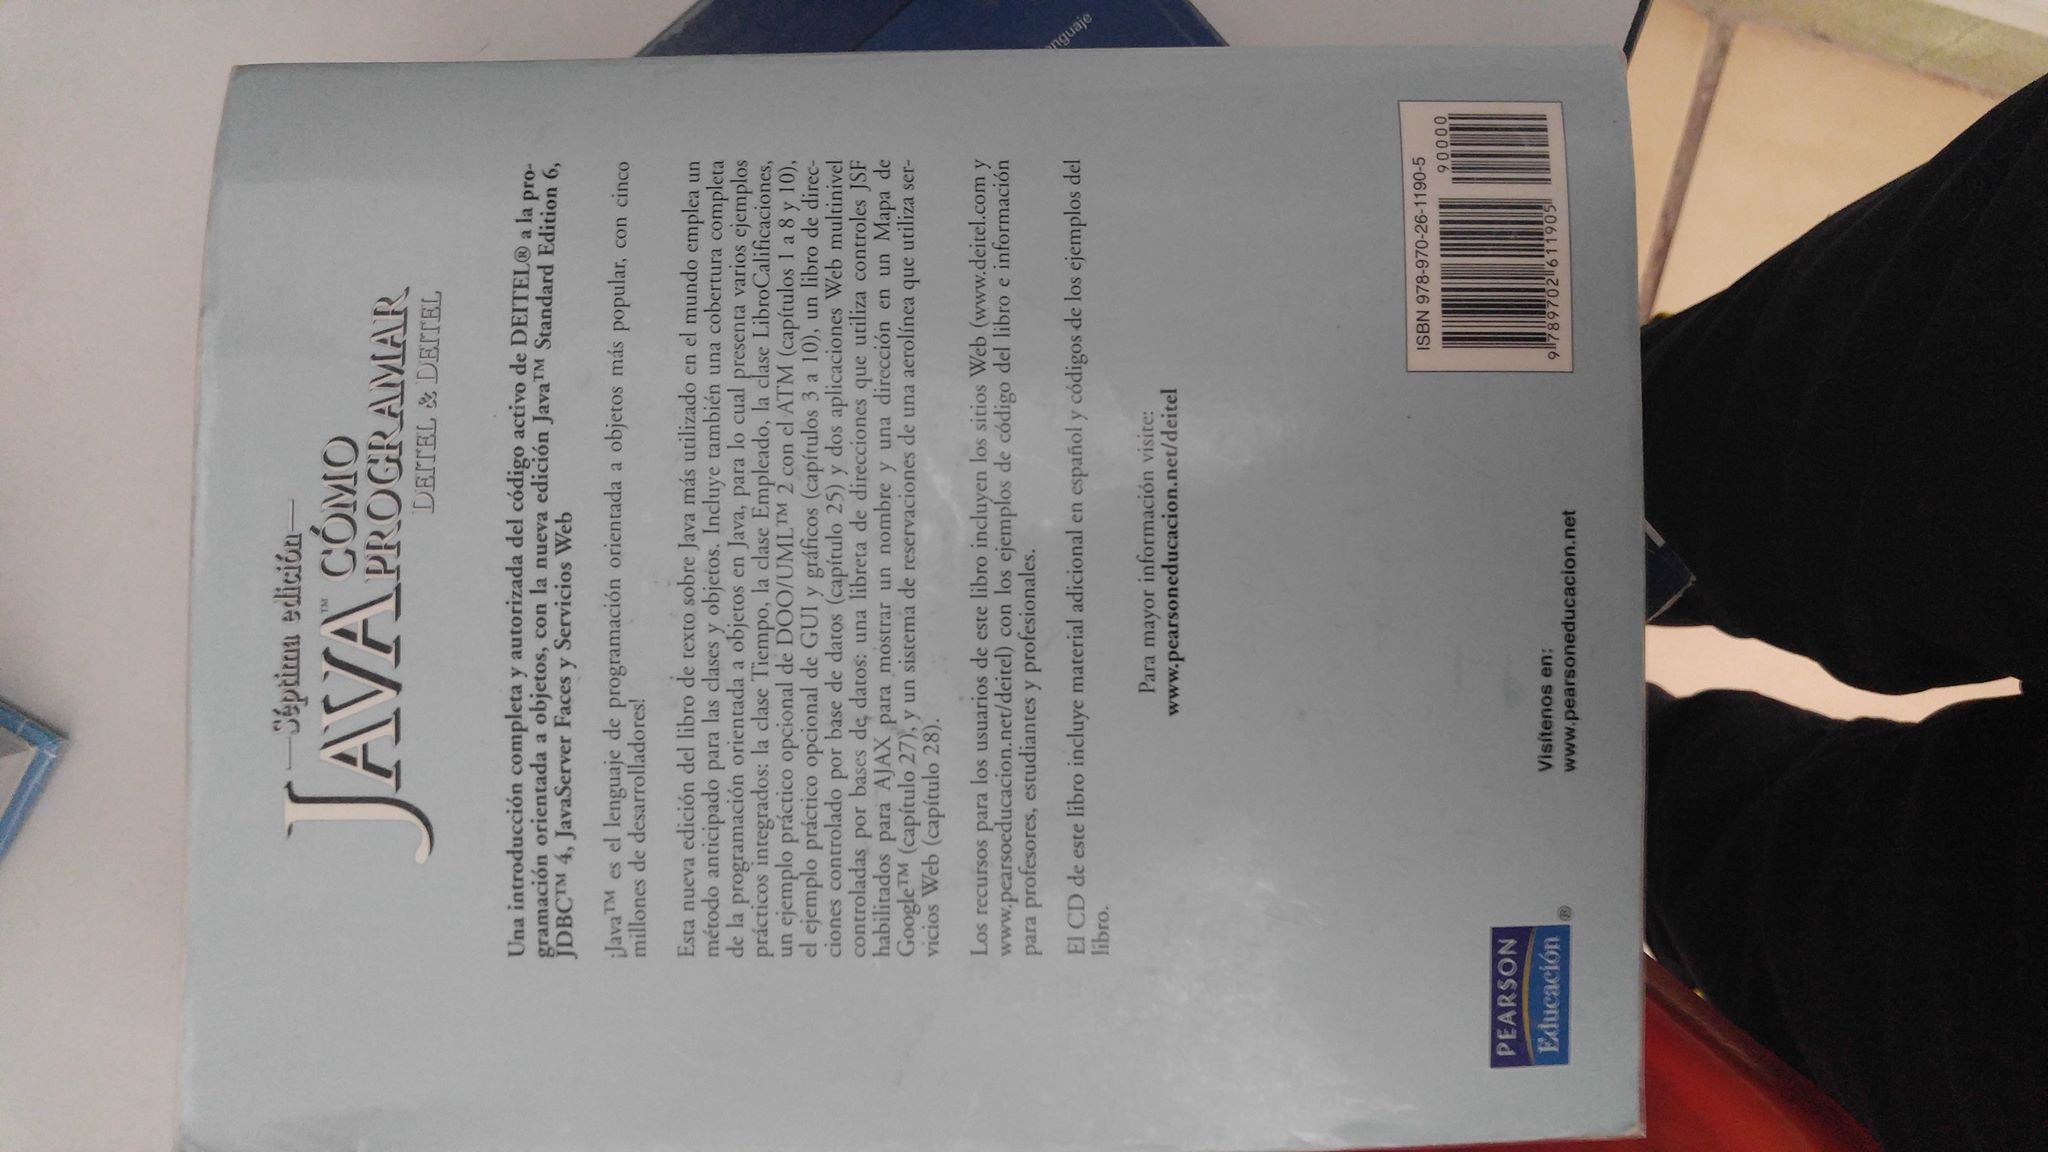 Séptima edición
JAVA™ CÓMO
PROGRAMAR
DEITEL & DEITEL
Una introducción completa y autorizada del código activo de DEITEL® a la pro-
gramación orientada a objetos, con la nueva edición Java™ Standard Edition 6,
JDBC™ 4, JavaServer Faces y Servicios Web
¡Java™ es el lenguaje de programación orientada a objetos más popular, con cinco
millones de desarrolladores!
Esta nueva edición del libro de texto sobre Java más utilizado en el mundo emplea un
método anticipado para las clases y objetos. Incluye también una cobertura completa
de la programación orientada a objetos en Java, para lo cual presenta varios ejemplos
prácticos integrados: la clase Tiempo, la clase Empleado, la clase LibroCalificaciones,
un ejemplo práctico opcional de DOO/UML™ 2 con el ATM (capítulos 1 a 8 y 10),
el ejemplo práctico opcional de GUI y gráficos (capítulos 3 a 10), un libro de direc-
ciones controlado por base de datos (capítulo 25) y dos aplicaciones Web multinivel
controladas por bases de datos: una libreta de direcciones que utiliza controles JSF
habilitados para AJAX para mostrar un nombre y una dirección en un Mapa de
Google™ (capítulo 27), y un sistema de reservaciones de una aerolínea que utiliza ser-
vicios Web (capítulo 28).
Los recursos para los usuarios de este libro incluyen los sitios Web (www.deitel.com y
www.pearsoeducacion.net/deitel) con los ejemplos de código del libro e información
para profesores, estudiantes y profesionales.
El CD de este libro incluye material adicional en español y códigos de los ejemplos del
libro.
Para mayor información visite:
www.pearsoneducacion.net/deitel
PEARSON
Educación®
Visítenos en:
www.pearsoneducacion.net
ISBN 978-970-26-1190-5
90000
9 789702 611905
enguaje